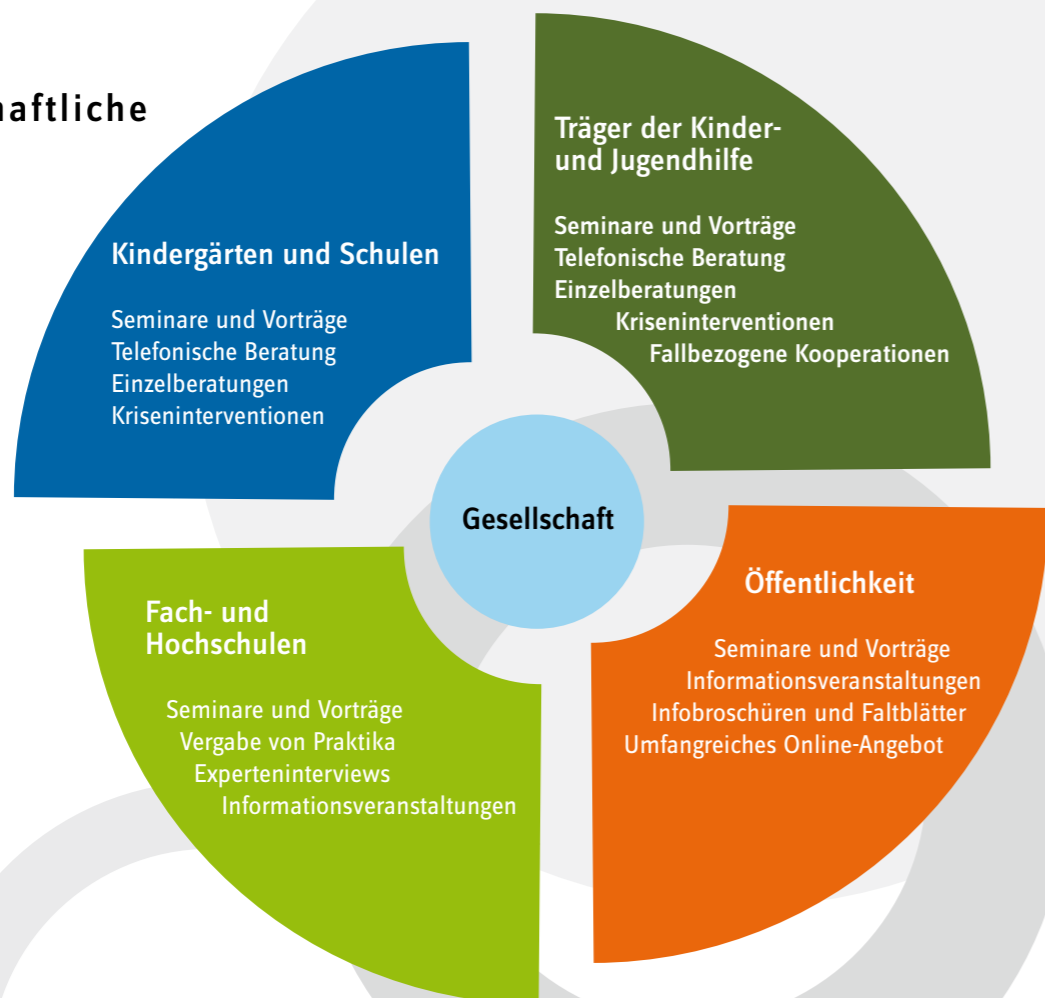 haftliche
Kindergärten und Schulen
Seminare und Vorträge
Telefonische Beratung
Einzelberatungen
Kriseninterventionen
Träger der Kinder-
und Jugendhilfe
Seminare und Vorträge
Telefonische Beratung
Einzelberatungen
Kriseninterventionen
Fallbezogene Kooperationen
Gesellschaft
Fach- und
Hochschulen
Seminare und Vorträge
Vergabe von Praktika
Experteninterviews
Informationsveranstaltungen
Öffentlichkeit
Seminare und Vorträge
Informationsveranstaltungen
Infobroschüren und Faltblätter
Umfangreiches Online-Angebot